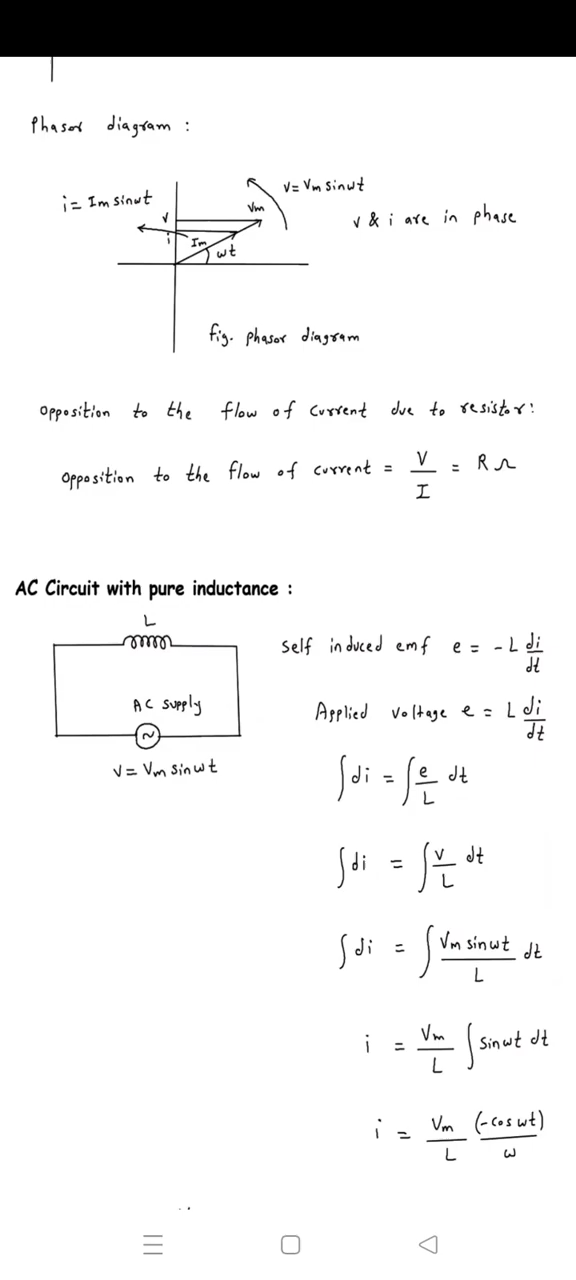 Phasor diagram :
i = Im sinωt
V = Vm sinωt
V
Vm
i
Im
ωt
v & i are in phase
fig. phasor diagram
Opposition to the flow of current due to resistor:
Opposition to the flow of current = V/I = R Ω
AC Circuit with pure inductance :
L
AC supply
~
V = Vm sinωt
Self induced emf e = -L di/dt
Applied voltage e = L di/dt
∫di = ∫ e/L dt
∫di = ∫ v/L dt
∫di = ∫ Vm sinωt/L dt
i = Vm/L ∫ sinωt dt
i = Vm/L (-cosωt)/ω